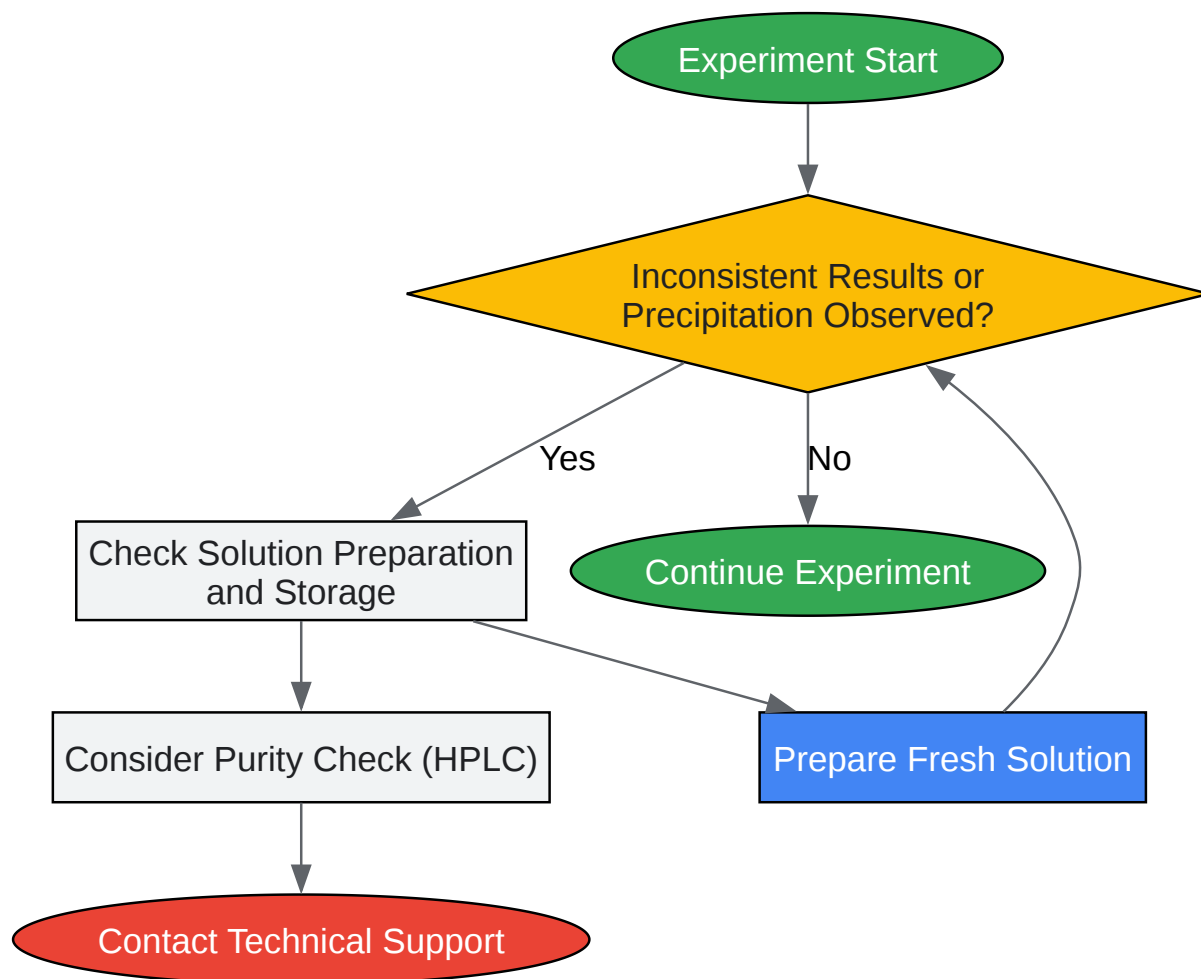 Experiment Start
Inconsistent Results or
Precipitation Observed?
Yes
No
Check Solution Preparation
and Storage
Continue Experiment
Consider Purity Check (HPLC)
Prepare Fresh Solution
Contact Technical Support